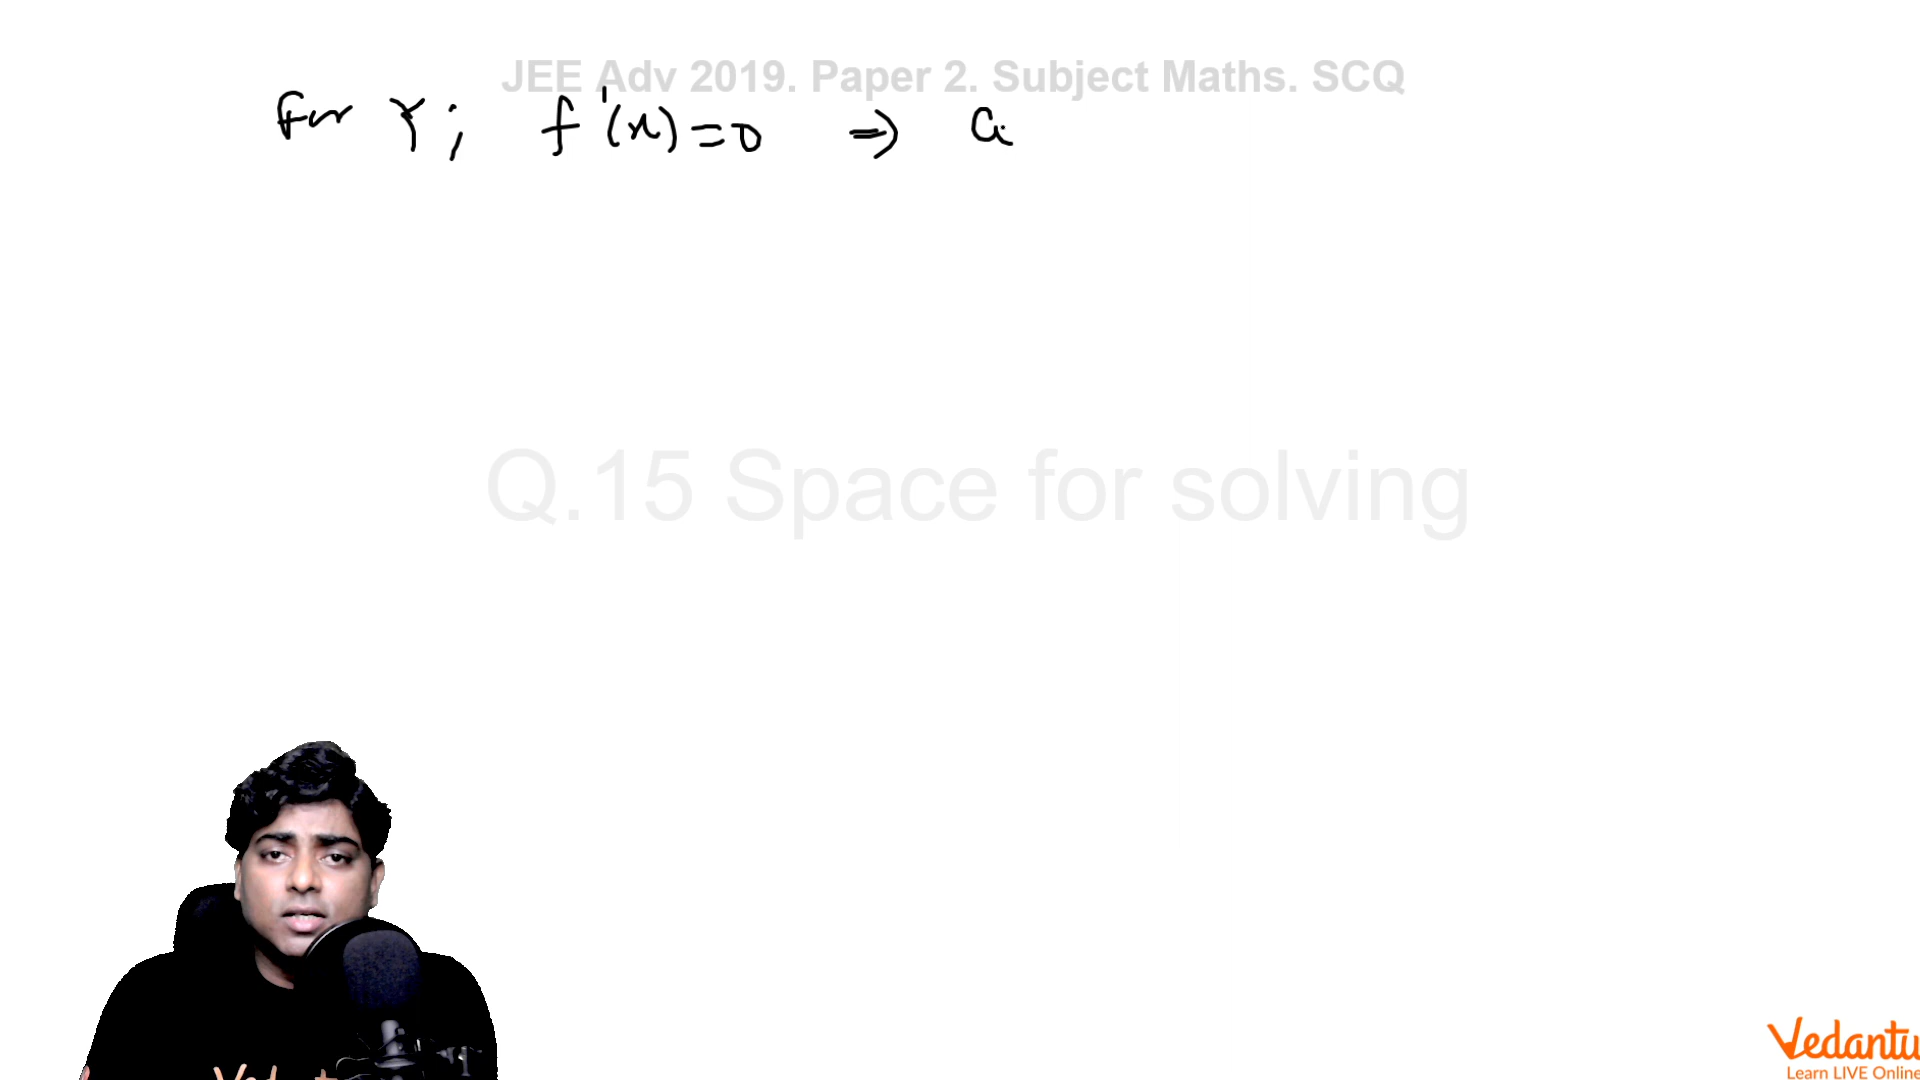 JEE Adv 2019. Paper 2. Subject Maths. SCQ
For Y; f'(x)=0 ⇒ a
Q.15 Space for solving
Vedantu
Learn LIVE Online